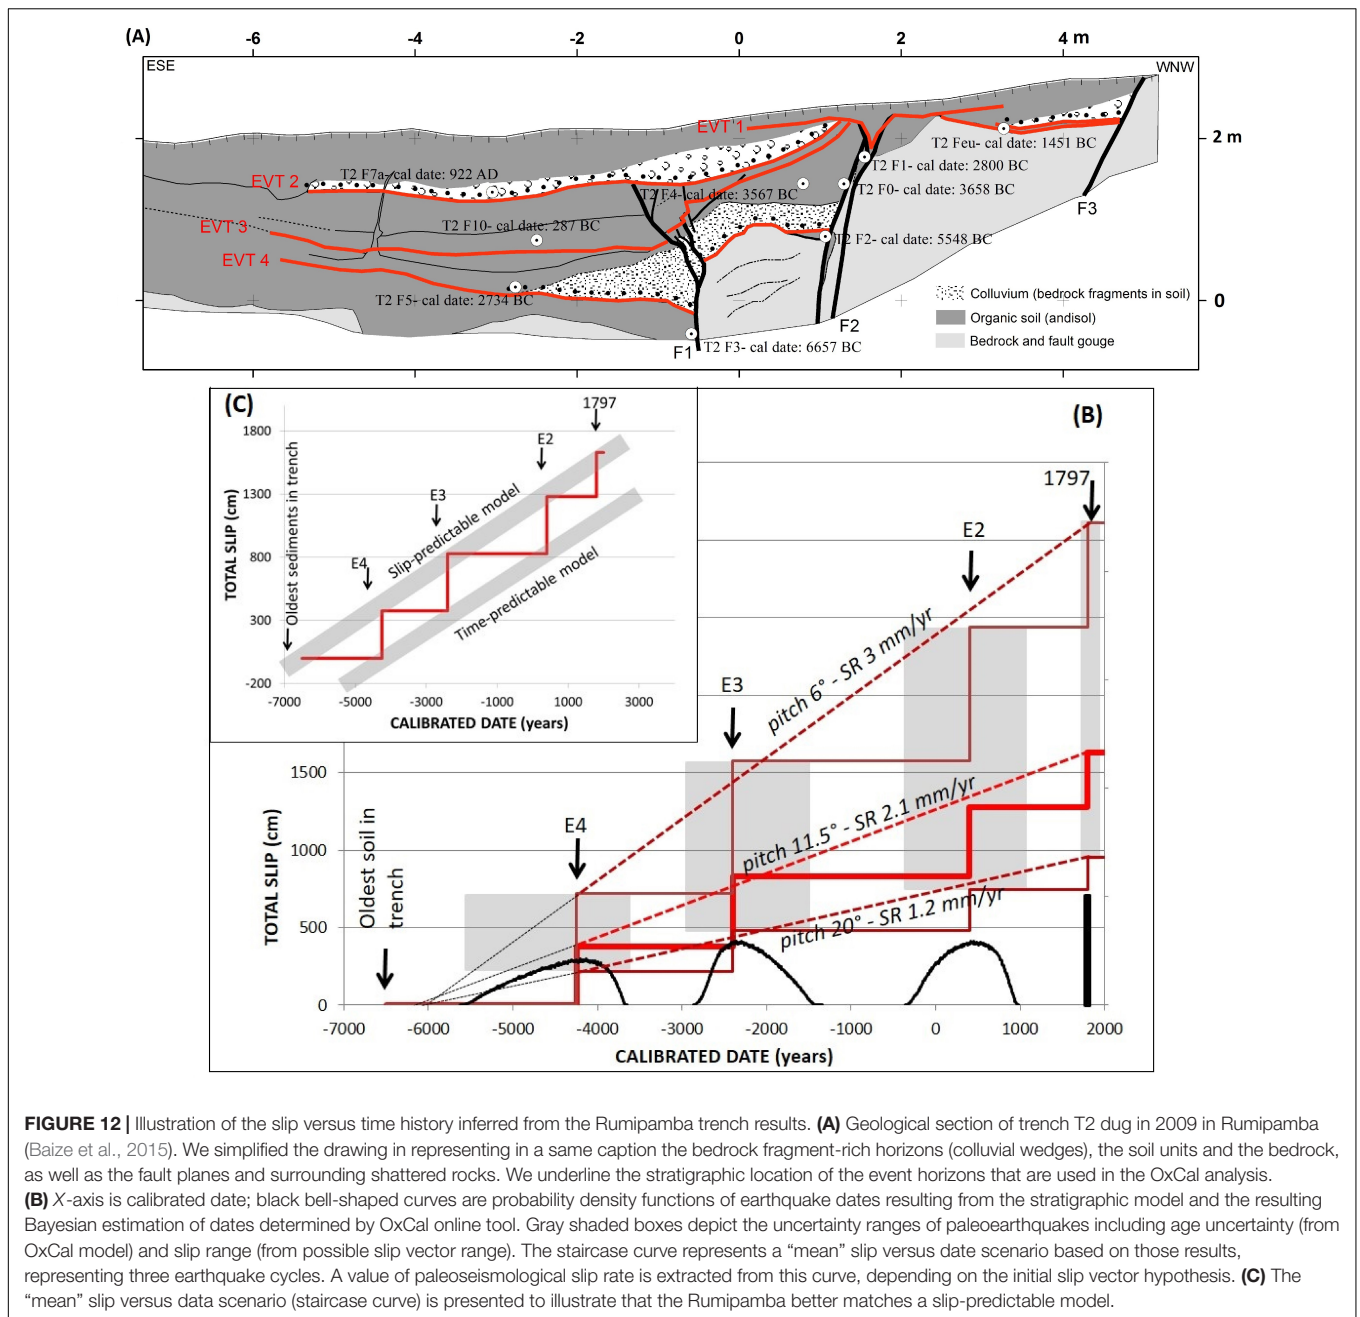 (A)
-6
-4
-2
0
2
4 m
ESE
WNW
EVT 1
T2 Feu- cal date: 1451 BC
2 m
T2 F1- cal date: 2800 BC
T2 F7a- cal date: 922 AD
EVT 2
T2 F4- cal date: 3567 BC
T2 F0- cal date: 3658 BC
F3
EVT 3
T2 F10- cal date: 287 BC
T2 F2- cal date: 5548 BC
EVT 4
T2 F5- cal date: 2734 BC
Colluvium (bedrock fragments in soil)
0
Organic soil (andisol)
F2
Bedrock and fault gouge
F1
T2 F3- cal date: 6657 BC
(C)
1797
1800
E2
1300
E3
800
E4
300
-200
TOTAL SLIP (cm)
Oldest sediments in trench
Slip-predictable model
Time-predictable model
-7000
-5000
-3000
-1000
1000
3000
CALIBRATED DATE (years)
(B)
1797
E2
E3
E4
pitch 6° - SR 3 mm/yr
pitch 11.5° - SR 2.1 mm/yr
pitch 20° - SR 1.2 mm/yr
Oldest soil in
trench
1500
1000
500
0
TOTAL SLIP (cm)
-7000
-6000
-5000
-4000
-3000
-2000
-1000
0
1000
2000
CALIBRATED DATE (years)
FIGURE 12 | Illustration of the slip versus time history inferred from the Rumipamba trench results. (A) Geological section of trench T2 dug in 2009 in Rumipamba
(Baize et al., 2015). We simplified the drawing in representing in a same caption the bedrock fragment-rich horizons (colluvial wedges), the soil units and the bedrock,
as well as the fault planes and surrounding shattered rocks. We underline the stratigraphic location of the event horizons that are used in the OxCal analysis.
(B) X-axis is calibrated date; black bell-shaped curves are probability density functions of earthquake dates resulting from the stratigraphic model and the resulting
Bayesian estimation of dates determined by OxCal online tool. Gray shaded boxes depict the uncertainty ranges of paleoearthquakes including age uncertainty (from
OxCal model) and slip range (from possible slip vector range). The staircase curve represents a “mean” slip versus date scenario based on those results,
representing three earthquake cycles. A value of paleoseismological slip rate is extracted from this curve, depending on the initial slip vector hypothesis. (C) The
“mean” slip versus data scenario (staircase curve) is presented to illustrate that the Rumipamba better matches a slip-predictable model.